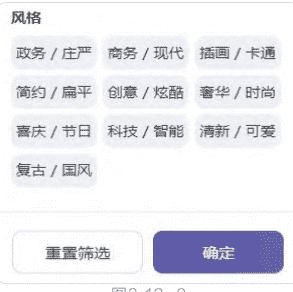 风格
政务 / 庄严 商务 / 现代 插画 / 卡通
简约 / 扁平 创意 / 炫酷 奢华 / 时尚
喜庆 / 节日 科技 / 智能 清新 / 可爱
复古 / 国风
重置筛选 确定